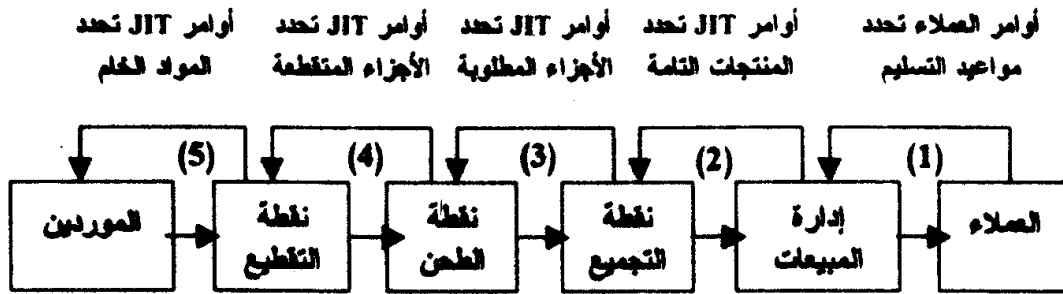 أوامر العملاء تحدد
مواعيد التسليم
أوامر JIT تحدد
المنتجات التامة
أوامر JIT تحدد
الأجزاء المطلوبة
أوامر JIT تحدد
الأجزاء المتقطعة
أوامر JIT تحدد
المواد الخام
(1)
(2)
(3)
(4)
(5)
العملاء
إدارة
المبيعات
نقطة
التجميع
نقطة
الطحن
نقطة
التقطيع
الموردين